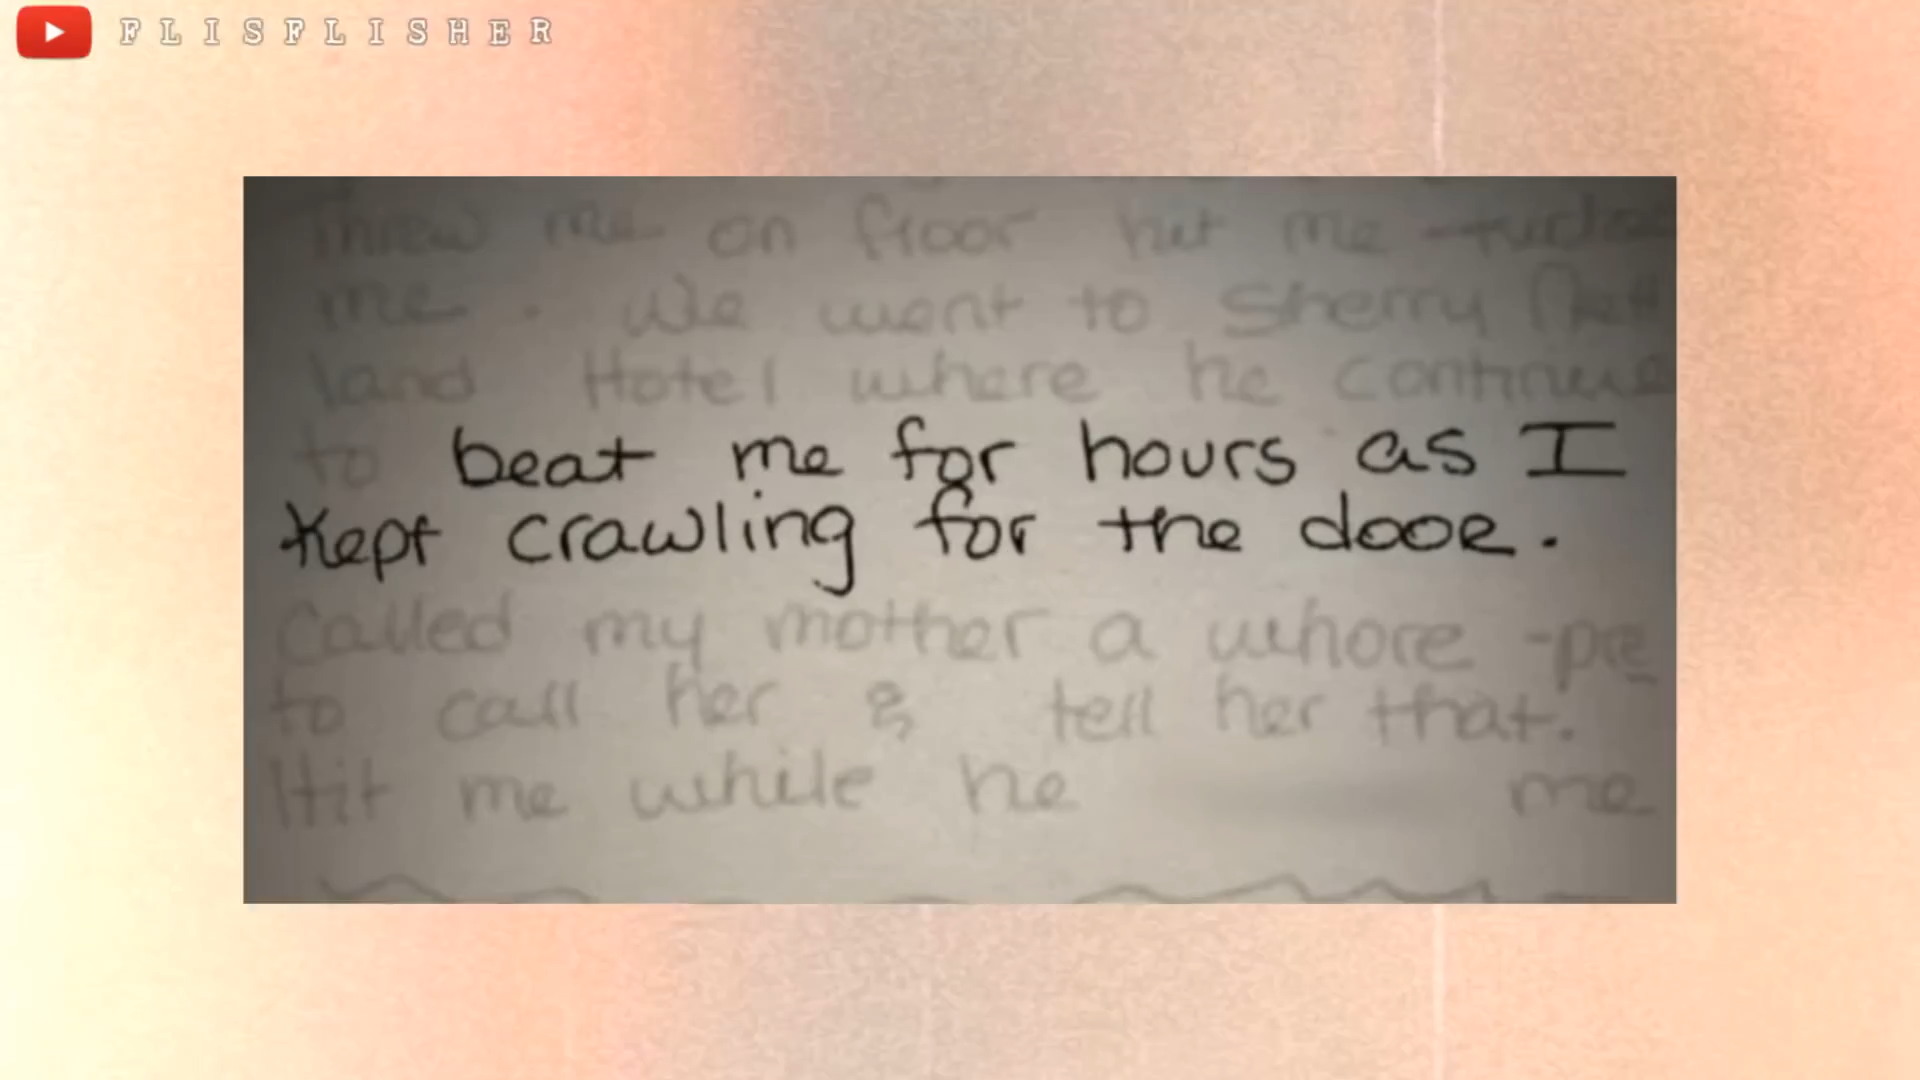 FLISFLISHER
Threw me on floor hit me
me. We went to Sherry
land Hotel where he continue
to beat me for hours as I
kept crawling for the door.
Called my mother a whore -
to call her & tell her that.
Hit me while he me